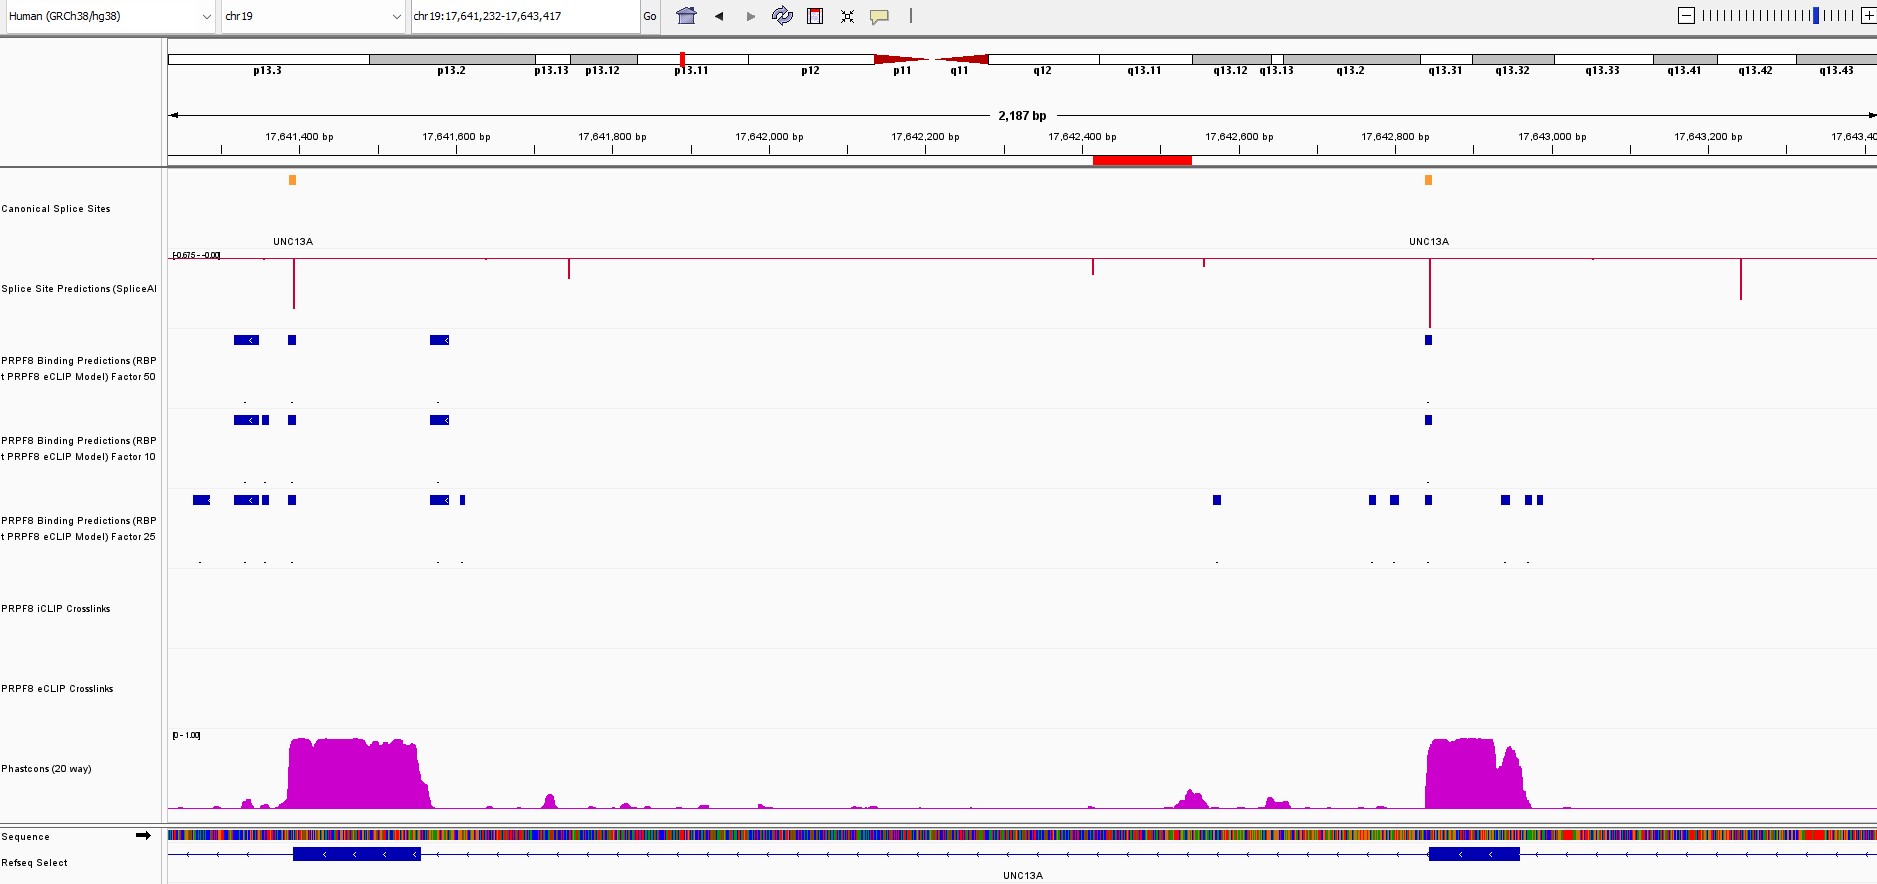 Human (GRCh38/hg38) chr19 chr19:17,641,232-17,643,417 Go
p13.3 p13.2 p13.13 p13.12 p13.11 p12 p11 q11 q12 q13.11 q13.12 q13.13 q13.2 q13.31 q13.32 q13.33 q13.41 q13.42 q13.43
2,187 bp
17,641,400 bp 17,641,600 bp 17,641,800 bp 17,642,000 bp 17,642,200 bp 17,642,400 bp 17,642,600 bp 17,642,800 bp 17,643,000 bp 17,643,200 bp 17,643,40
Canonical Splice Sites
UNC13A UNC13A
[-0.675 - -0.00]
Splice Site Predictions (SpliceAI
PRPF8 Binding Predictions (RBP
t PRPF8 eCLIP Model) Factor 50
PRPF8 Binding Predictions (RBP
t PRPF8 eCLIP Model) Factor 10
PRPF8 Binding Predictions (RBP
t PRPF8 eCLIP Model) Factor 25
PRPF8 iCLIP Crosslinks
PRPF8 eCLIP Crosslinks
[0 - 1.00]
Phastcons (20 way)
Sequence
Refseq Select
UNC13A